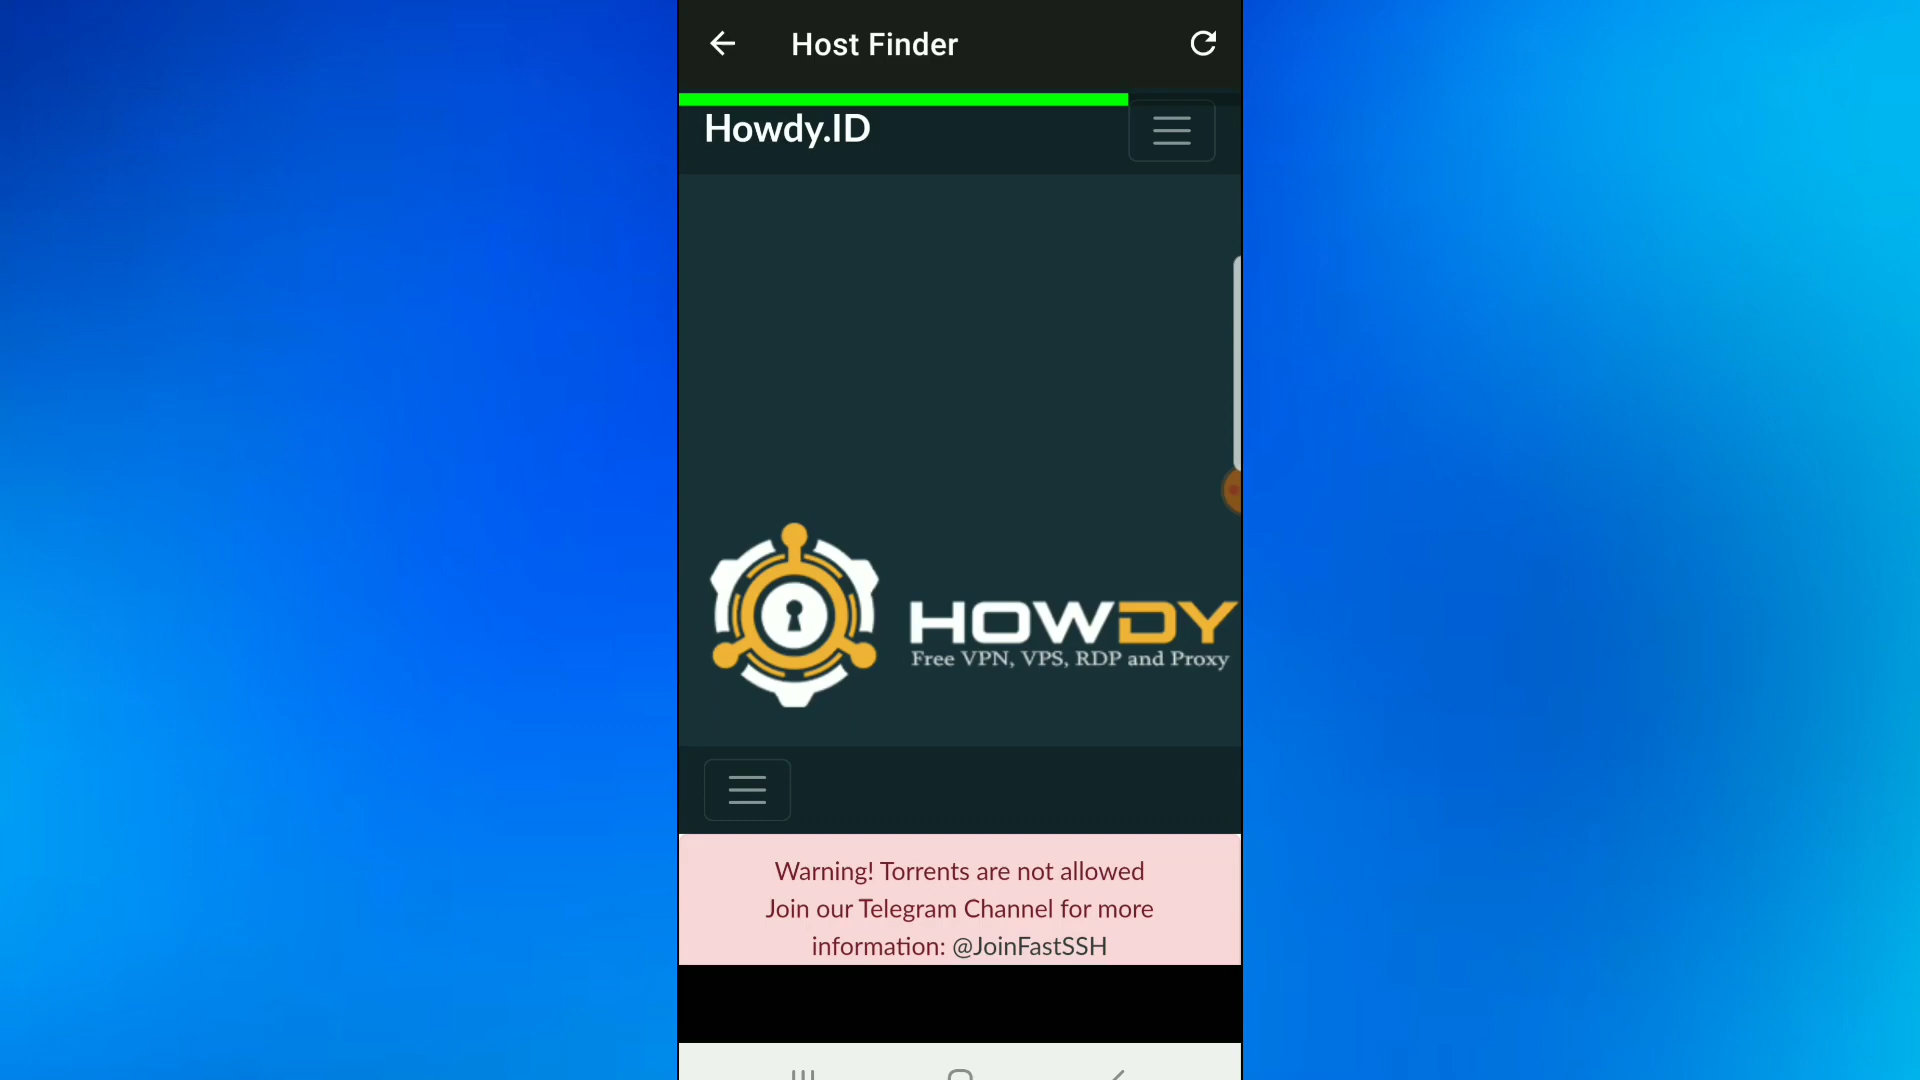 Host Finder
Howdy.ID
HOWDY
Free VPN, VPS, RDP and Proxy
Warning! Torrents are not allowed
Join our Telegram Channel for more
information: @JoinFastSSH